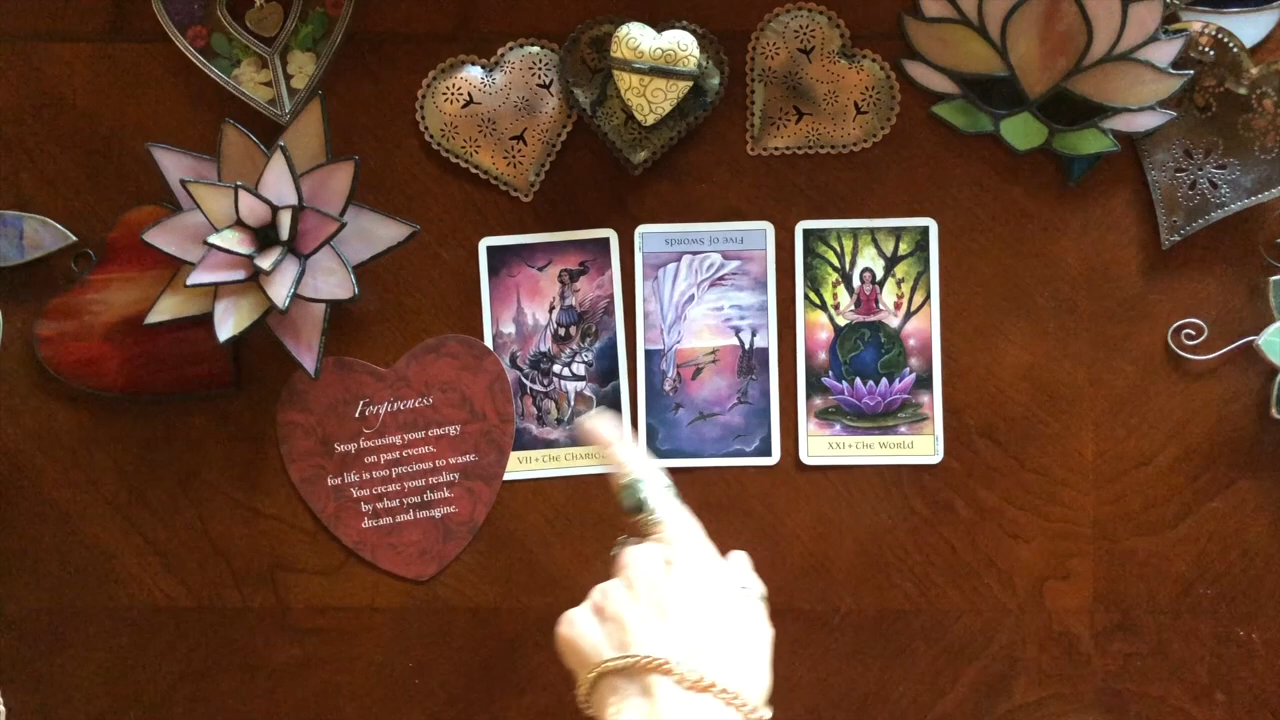 Forgiveness
Stop focusing your energy
on past events,
for life is too precious to waste.
You create your reality
by what you think,
dream and imagine.
VII + The Chario
Five of Swords
XXI + The World